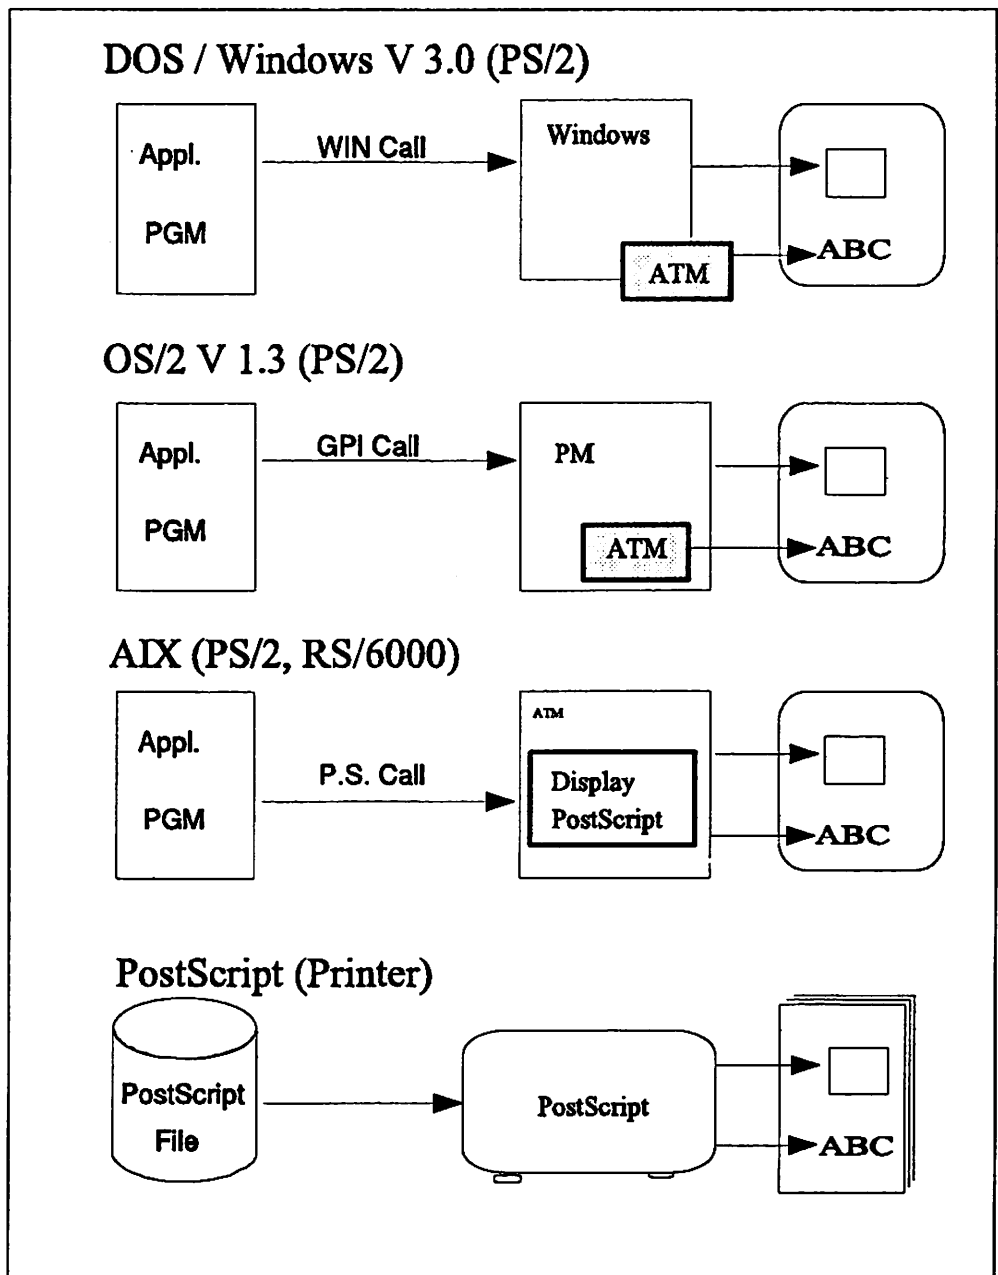 DOS / Windows V 3.0 (PS/2)
Appl.
PGM
WIN Call
Windows
ATM
ABC
OS/2 V 1.3 (PS/2)
Appl.
PGM
GPI Call
PM
ATM
ABC
AIX (PS/2, RS/6000)
Appl.
PGM
P.S. Call
ATM
Display
PostScript
ABC
PostScript (Printer)
PostScript
File
PostScript
ABC